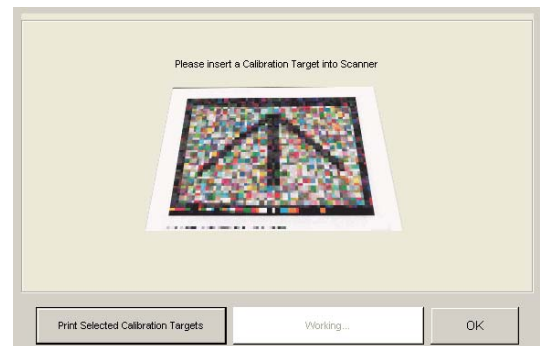 Please insert a Calibration Target into Scanner
Print Selected Calibration Targets
Working...
OK